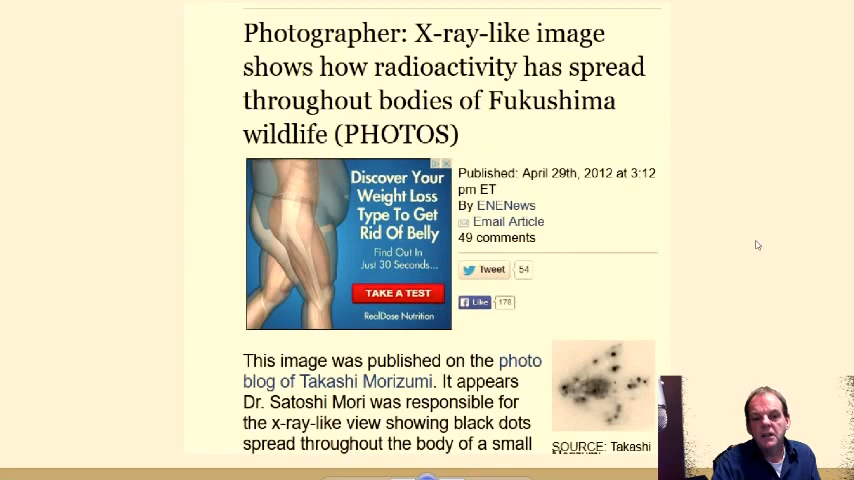 Photographer: X-ray-like image
shows how radioactivity has spread
throughout bodies of Fukushima
wildlife (PHOTOS)
Discover Your
Weight Loss
Type To Get
Rid Of Belly
Find Out In
Just 30 Seconds...
TAKE A TEST
RealDose Nutrition
Published: April 29th, 2012 at 3:12
pm ET
By ENENews
Email Article
49 comments
Tweet 54
Like 178
This image was published on the photo
blog of Takashi Morizumi. It appears
Dr. Satoshi Mori was responsible for
the x-ray-like view showing black dots
spread throughout the body of a small
SOURCE: Takashi